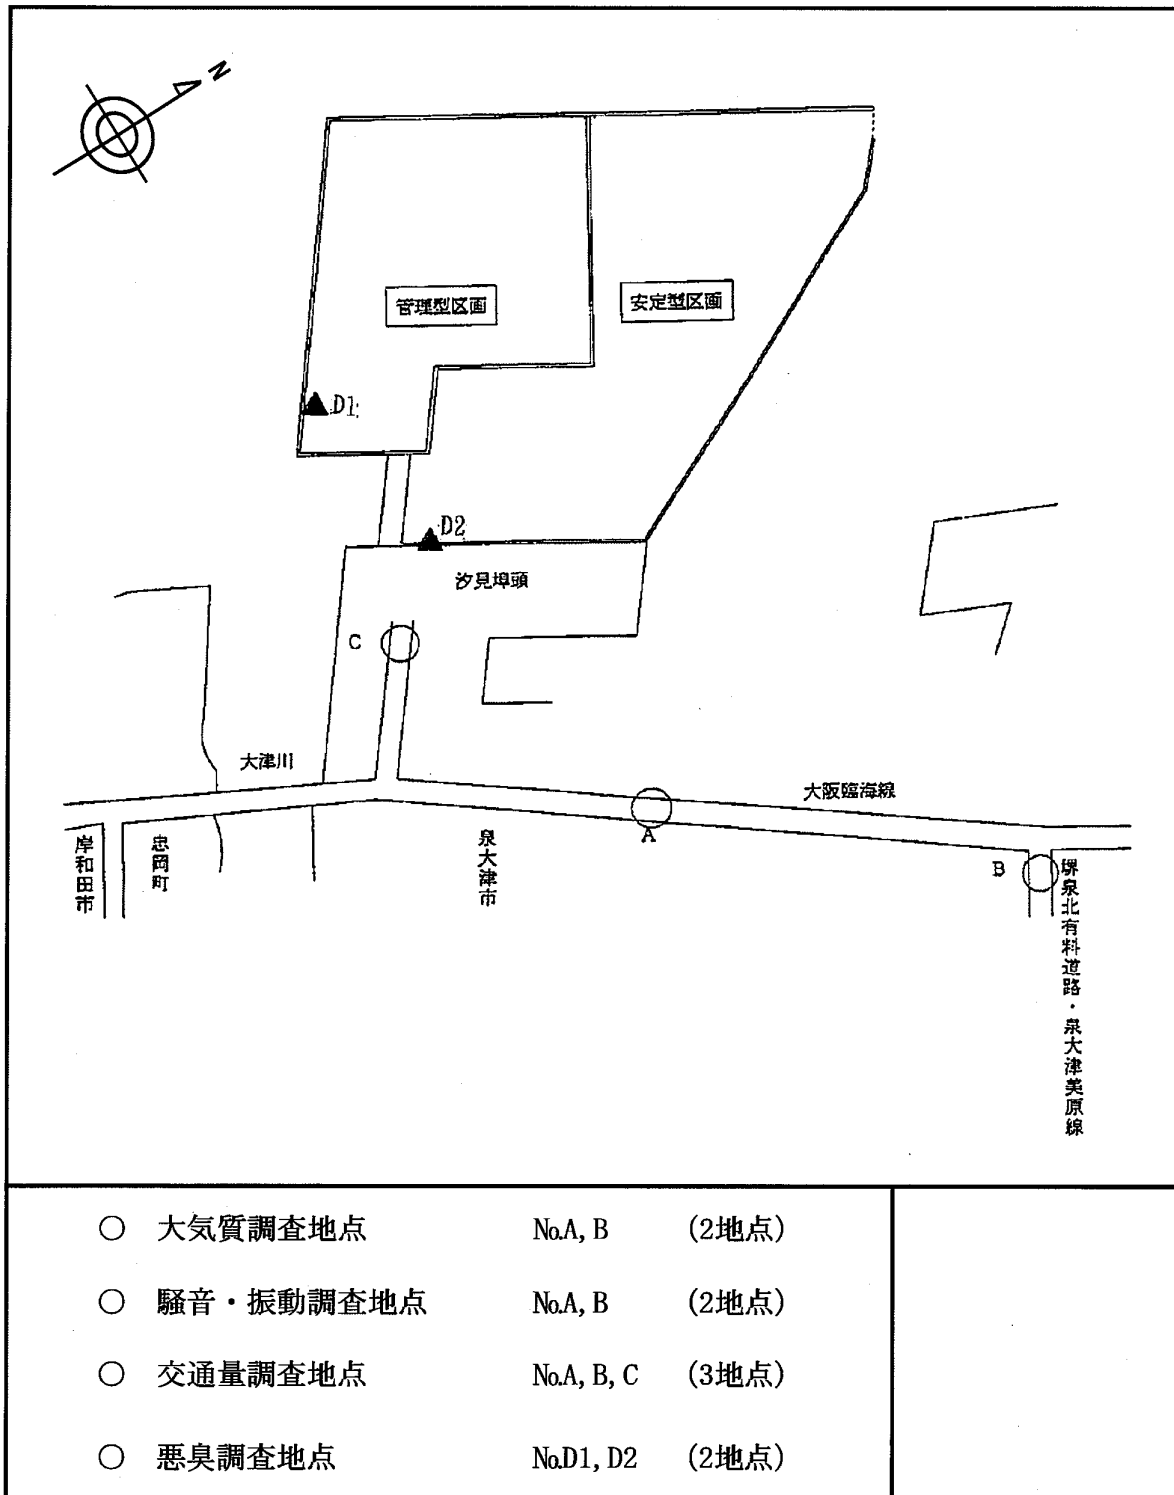 N
管理型区画
安定型区画
D1
D2
汐見埠頭
C
大津川
大阪臨海線
A
B
岸和田市
忠岡町
泉大津市
堺泉北有料道路・泉大津美原線
○ 大気質調査地点 No.A, B (2地点)
○ 騒音・振動調査地点 No.A, B (2地点)
○ 交通量調査地点 No.A, B, C (3地点)
○ 悪臭調査地点 No.D1, D2 (2地点)